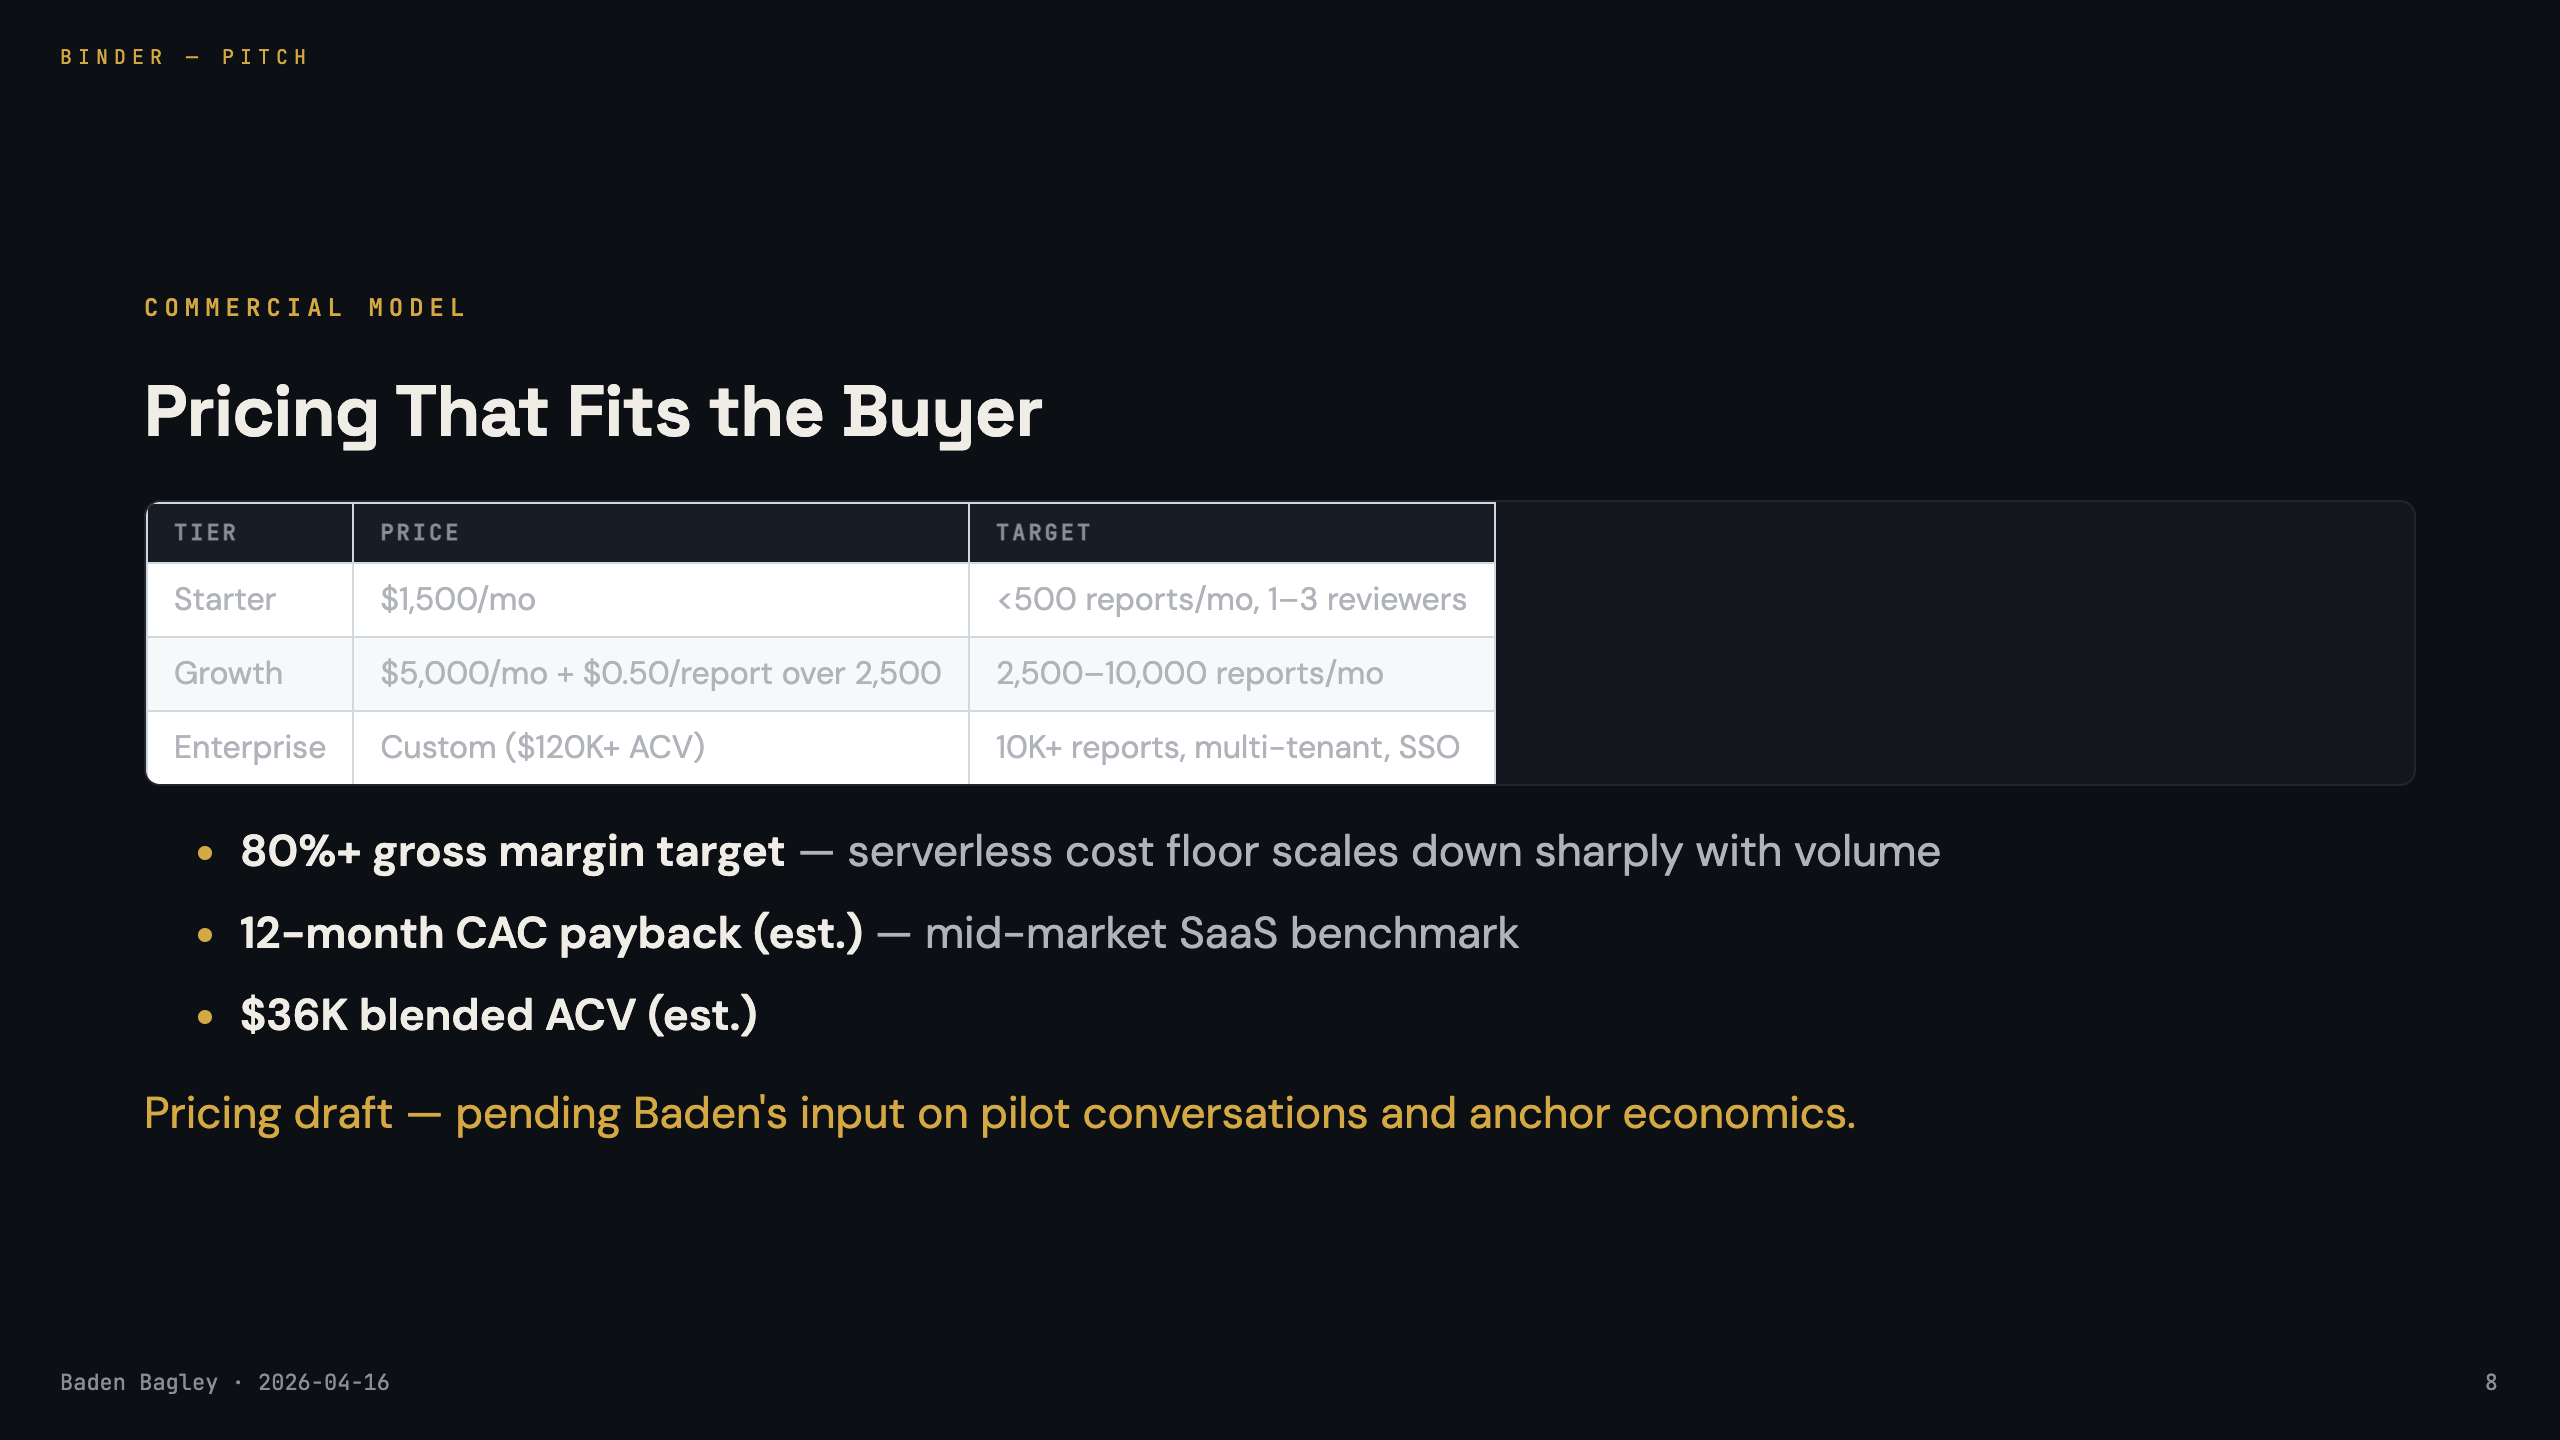 BINDER — PITCH
COMMERCIAL MODEL
Pricing That Fits the Buyer
TIER PRICE TARGET
Starter $1,500/mo <500 reports/mo, 1–3 reviewers
Growth $5,000/mo + $0.50/report over 2,500 2,500–10,000 reports/mo
Enterprise Custom ($120K+ ACV) 10K+ reports, multi-tenant, SSO
• 80%+ gross margin target — serverless cost floor scales down sharply with volume
• 12-month CAC payback (est.) — mid-market SaaS benchmark
• $36K blended ACV (est.)
Pricing draft — pending Baden's input on pilot conversations and anchor economics.
Baden Bagley · 2026-04-16
8